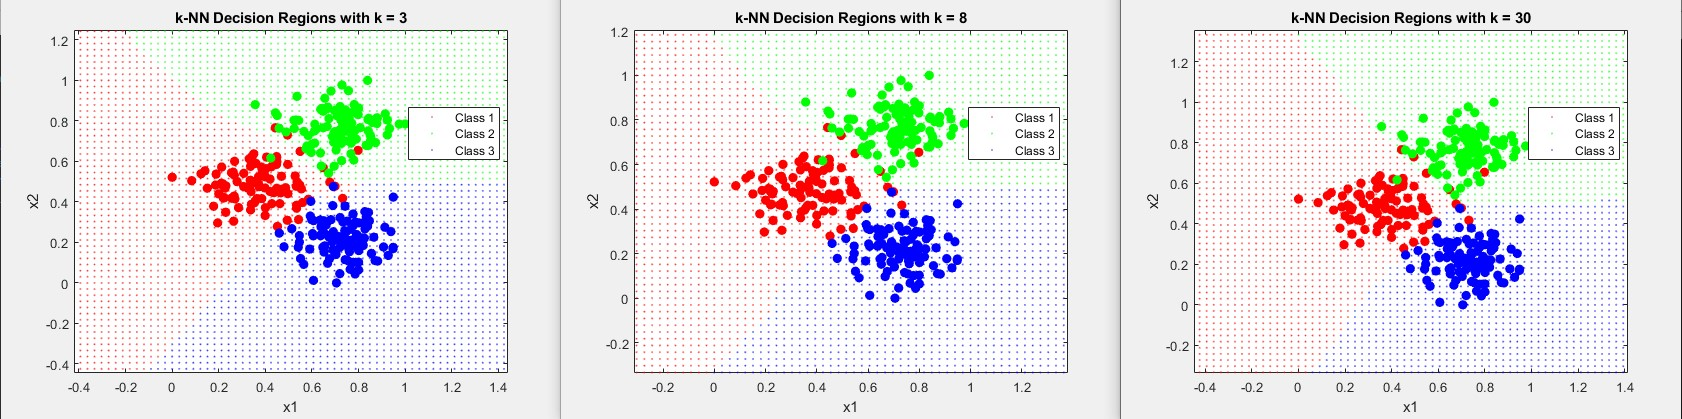 k-NN Decision Regions with k = 3
1.2
1
0.8
0.6
0.4
0.2
0
-0.2
-0.4
x2
-0.4 -0.2 0 0.2 0.4 0.6 0.8 1 1.2 1.4
x1
Class 1
Class 2
Class 3
k-NN Decision Regions with k = 8
1.2
1
0.8
0.6
0.4
0.2
0
-0.2
x2
-0.2 0 0.2 0.4 0.6 0.8 1 1.2
x1
Class 1
Class 2
Class 3
k-NN Decision Regions with k = 30
1.2
1
0.8
0.6
0.4
0.2
0
-0.2
x2
-0.4 -0.2 0 0.2 0.4 0.6 0.8 1 1.2 1.4
x1
Class 1
Class 2
Class 3